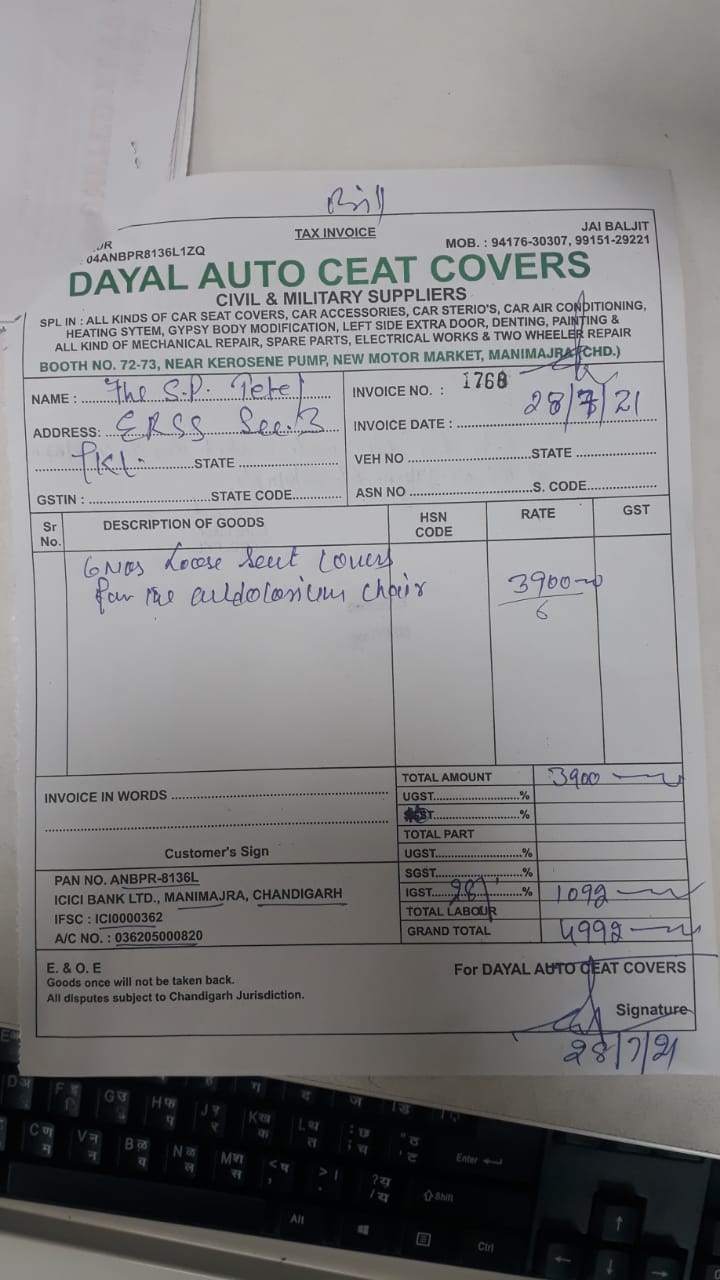 Bill
TAX INVOICE
04ANBPR8136L1ZQ
JAI BALJIT
MOB. : 94176-30307, 99151-29221
DAYAL AUTO CEAT COVERS
CIVIL & MILITARY SUPPLIERS
SPL IN : ALL KINDS OF CAR SEAT COVERS, CAR ACCESSORIES, CAR STERIO'S, CAR AIR CONDITIONING,
HEATING SYTEM, GYPSY BODY MODIFICATION, LEFT SIDE EXTRA DOOR, DENTING, PAINTING &
ALL KIND OF MECHANICAL REPAIR, SPARE PARTS, ELECTRICAL WORKS & TWO WHEELER REPAIR
BOOTH NO. 72-73, NEAR KEROSENE PUMP, NEW MOTOR MARKET, MANIMAJRA (CHD.)
NAME : The S.P. Tele
INVOICE NO. : 1768
ADDRESS: ERSS Sec. 3
INVOICE DATE : 28/7/21
PKL. STATE
VEH NO STATE
GSTIN : STATE CODE
ASN NO S. CODE
Sr No. DESCRIPTION OF GOODS HSN CODE RATE GST
6 Nos Loose Seat Covers
for the chair 3900
6
TOTAL AMOUNT 3900
INVOICE IN WORDS
UGST %
%
TOTAL PART
Customer's Sign
UGST %
SGST %
PAN NO. ANBPR-8136L
ICICI BANK LTD., MANIMAJRA, CHANDIGARH
IFSC : ICI0000362
A/C NO. : 036205000820
IGST 28 % 1092
TOTAL LABOUR
GRAND TOTAL 4992
E. & O. E
Goods once will not be taken back.
All disputes subject to Chandigarh Jurisdiction.
For DAYAL AUTO CEAT COVERS
Signature
28/7/21
Enter
Shift
Alt
Ctrl